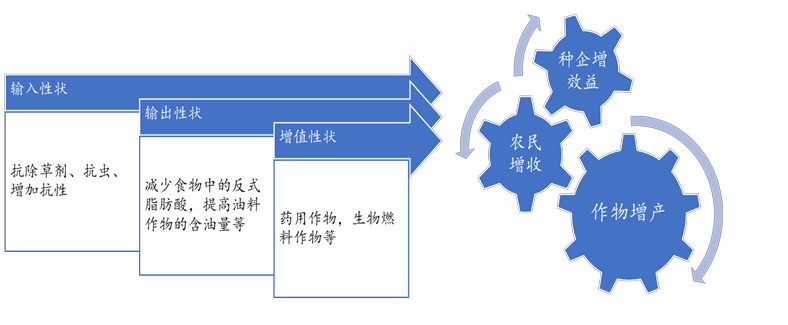 输入性状
抗除草剂、抗虫、
增加抗性
输出性状
减少食物中的反式
脂肪酸，提高油料
作物的含油量等
增值性状
药用作物，生物燃
料作物等
种企增
效益
农民
增收
作物增产